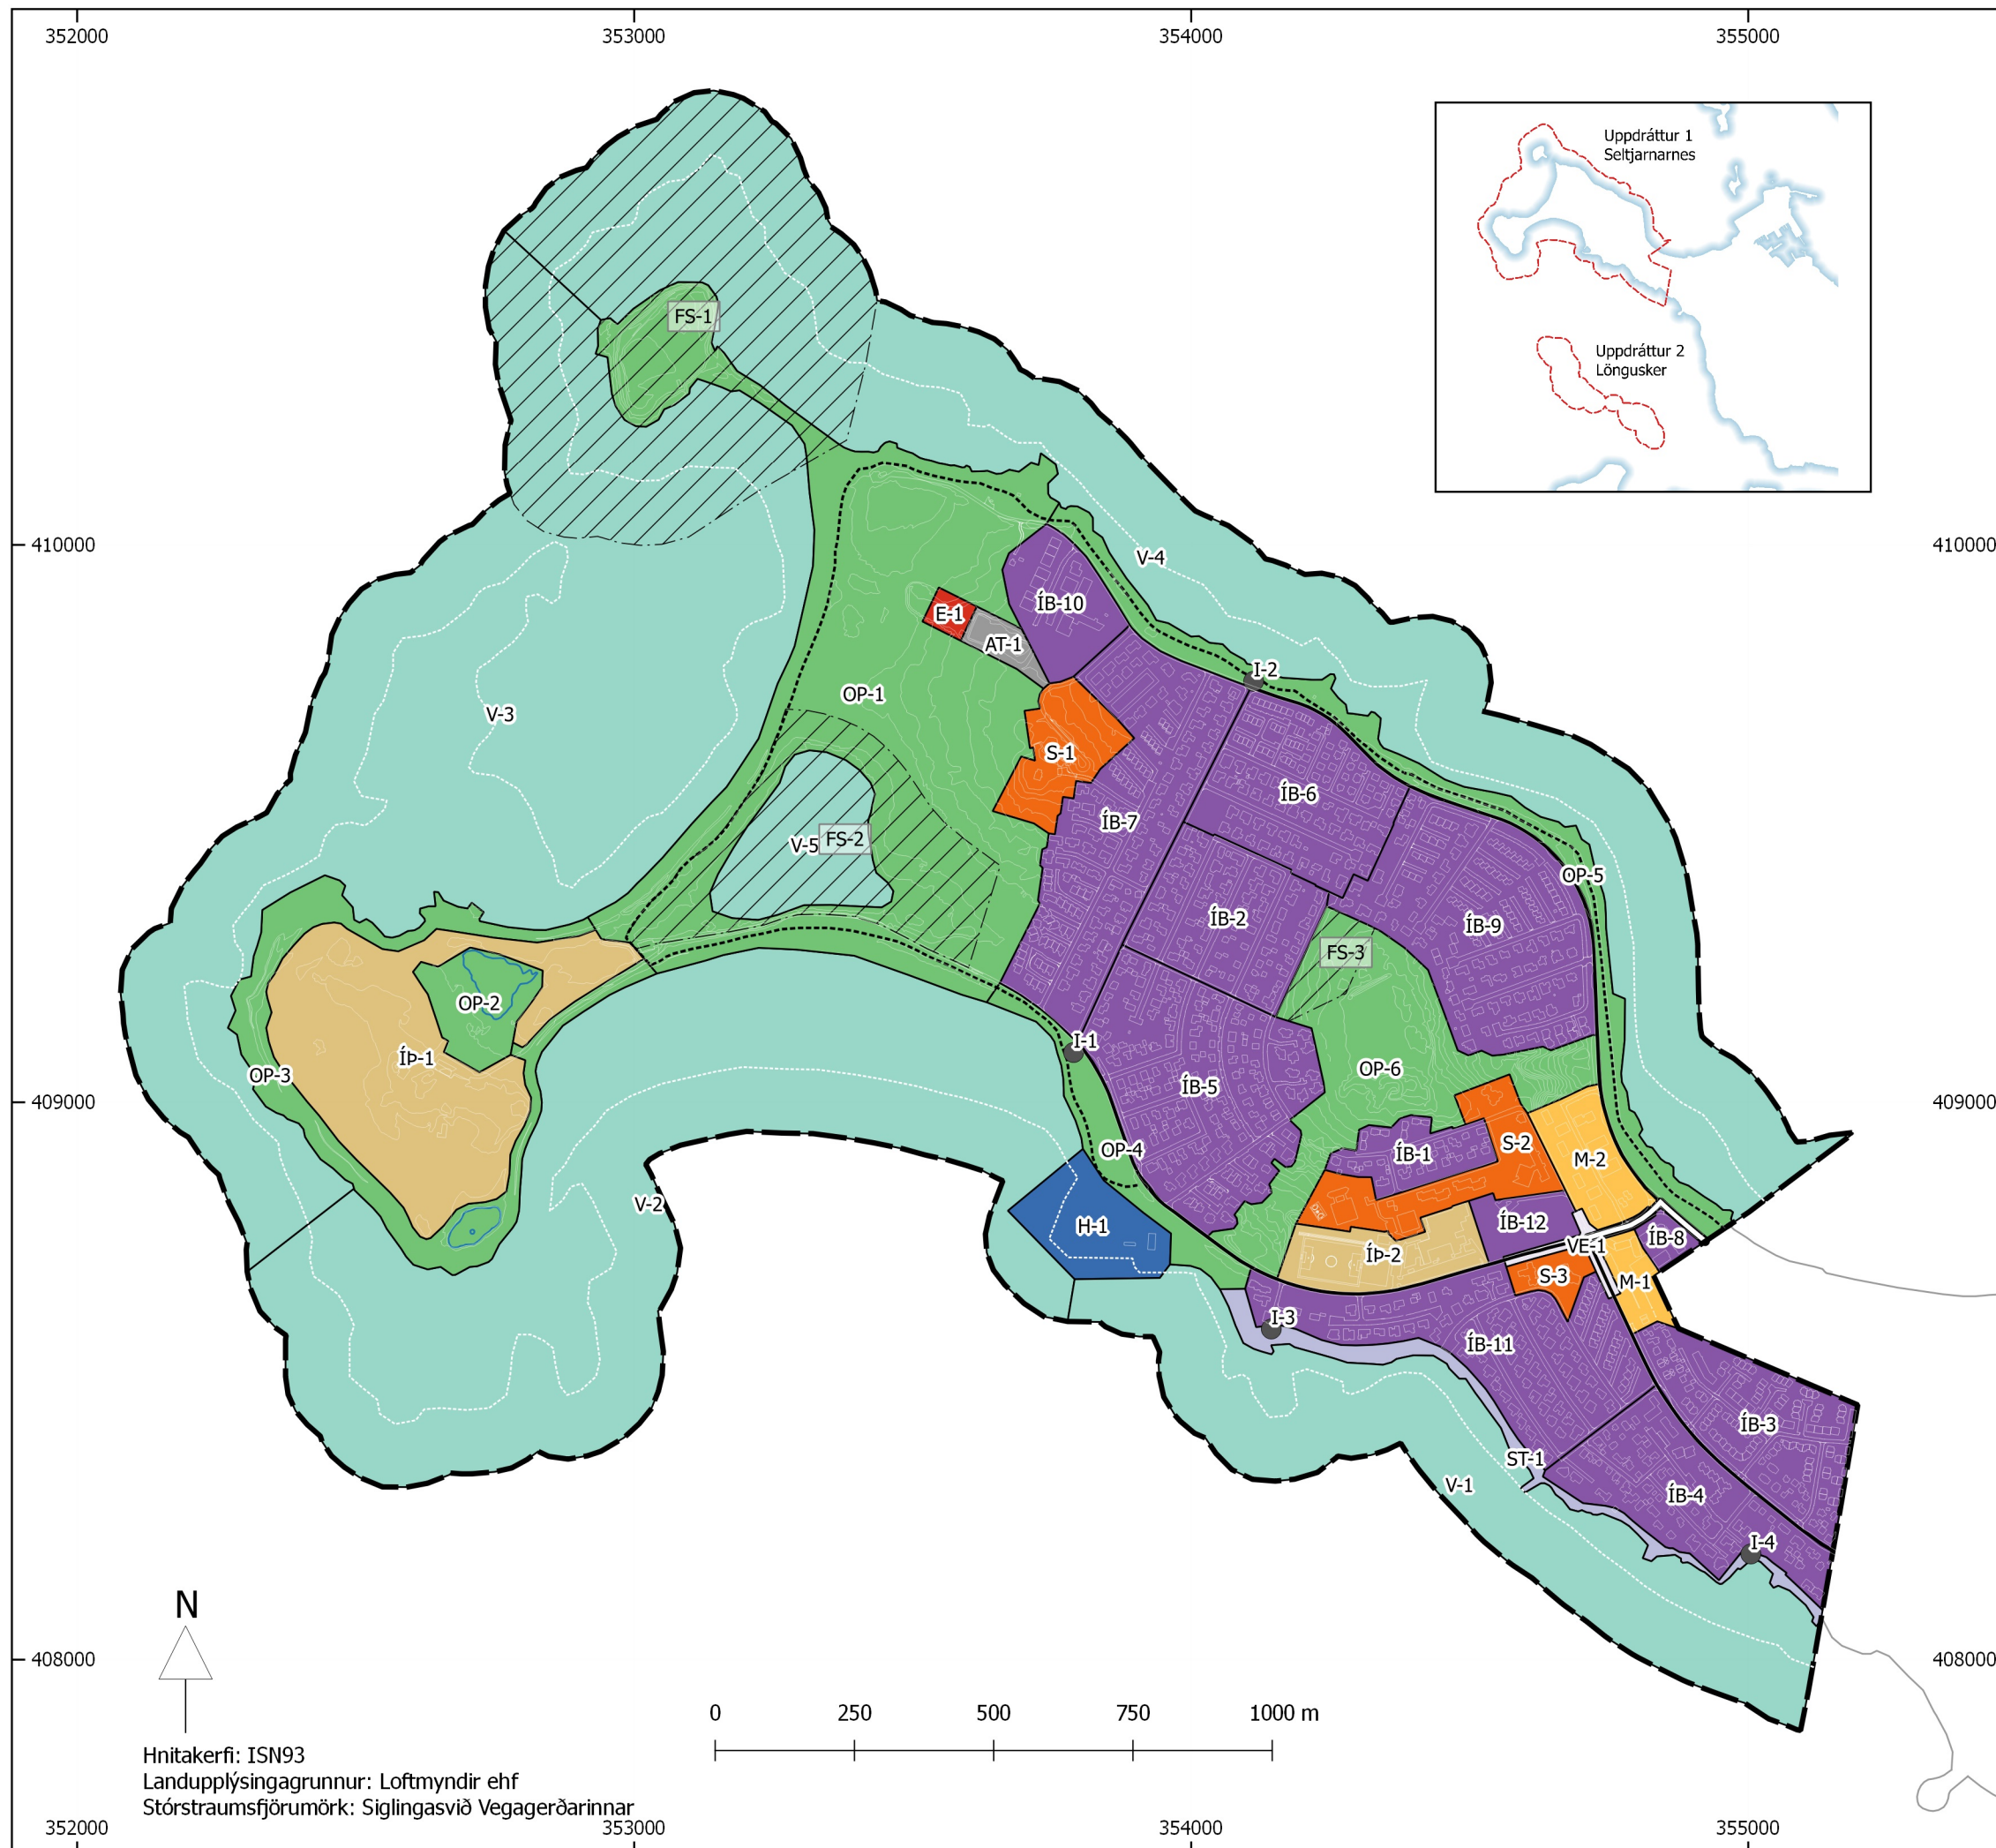 352000
353000
354000
355000
Uppdráttur 1
Seltjarnarnes
Uppdráttur 2
Löngusker
FS-1
410000
410000
V-4
E-1
ÍB-10
AT-1
I-2
OP-1
V-3
S-1
ÍB-6
ÍB-7
V-5
FS-2
OP-5
ÍB-2
ÍB-9
FS-3
OP-2
I-1
ÍÞ-1
OP-3
OP-6
ÍB-5
409000
409000
OP-4
ÍB-1
S-2
M-2
V-2
H-1
ÍB-12
ÍB-8
VE-1
ÍÞ-2
S-3
M-1
I-3
ÍB-11
ÍB-3
ST-1
V-1
ÍB-4
I-4
N
408000
408000
0
250
500
750
1000 m
Hnitakerfi: ISN93
Landupplýsingagrunnur: Loftmyndir ehf
Stórstraumsfjörumörk: Siglingasvið Vegagerðarinnar
352000
353000
354000
355000